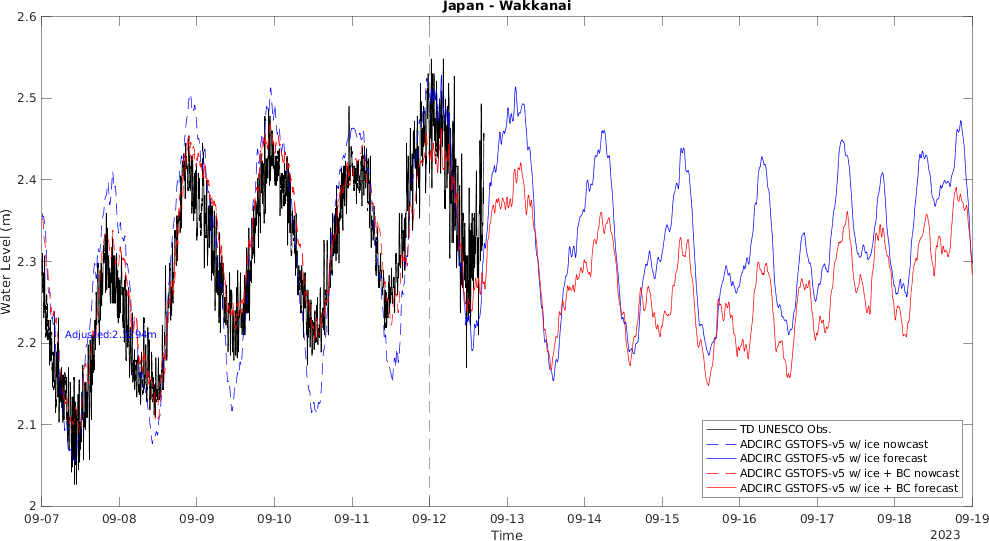 Japan - Wakkanai
2.6
2.5
2.4
2.3
2.2
2.1
2
Water Level (m)
TD UNESCO Obs.
ADCIRC GSTOFS-v5 w/ ice nowcast
ADCIRC GSTOFS-v5 w/ ice forecast
ADCIRC GSTOFS-v5 w/ ice + BC nowcast
ADCIRC GSTOFS-v5 w/ ice + BC forecast
09-07 09-08 09-09 09-10 09-11 09-12 09-13 09-14 09-15 09-16 09-17 09-18 09-19
Time
2023